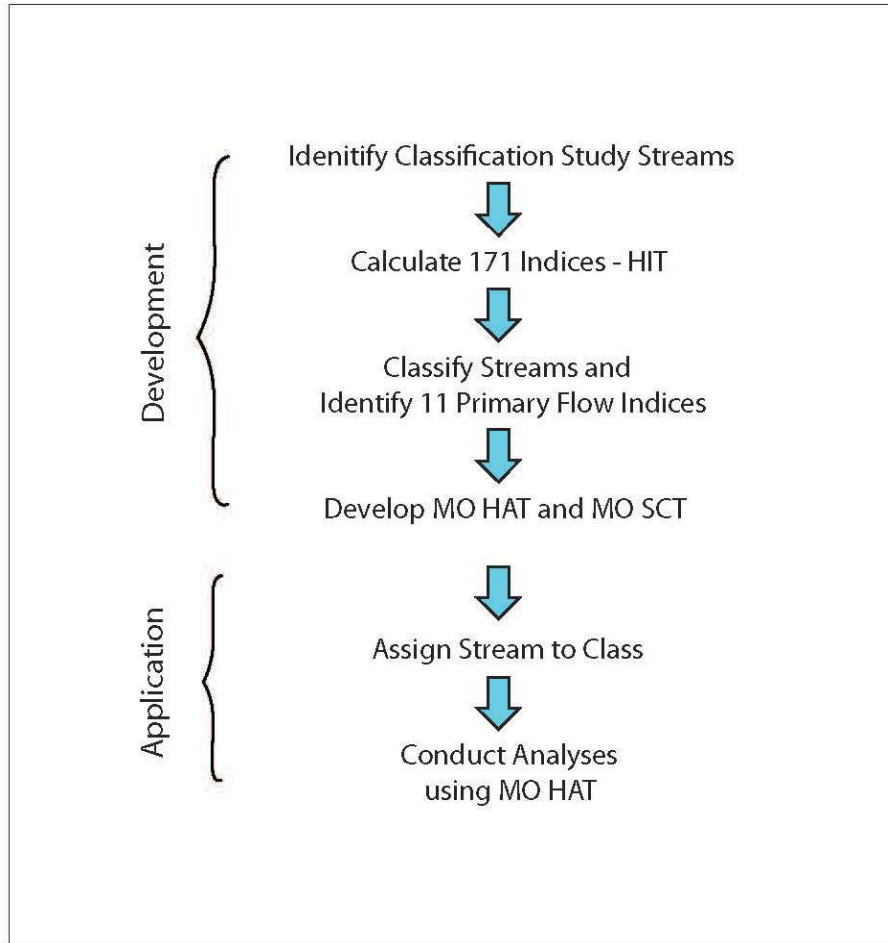 Idenitify Classification Study Streams
Calculate 171 Indices - HIT
Classify Streams and
Identify 11 Primary Flow Indices
Develop MO HAT and MO SCT
Development
Assign Stream to Class
Conduct Analyses
using MO HAT
Application